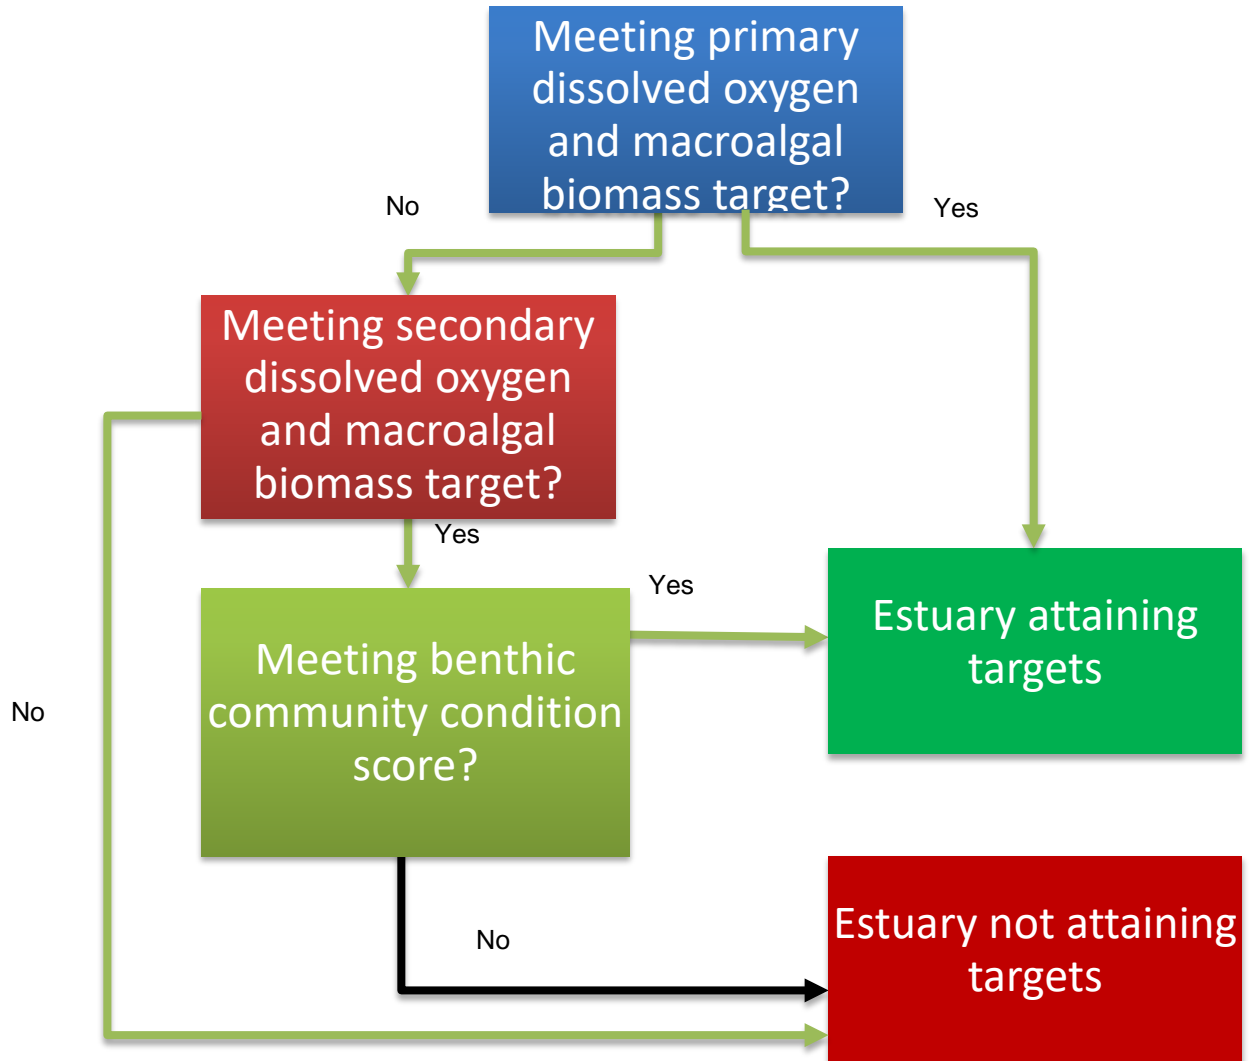 Meeting primary
dissolved oxygen
and macroalgal
biomass target?
No
Yes
Meeting secondary
dissolved oxygen
and macroalgal
biomass target?
Yes
Yes
Estuary attaining
targets
Meeting benthic
community condition
score?
No
No
Estuary not attaining
targets